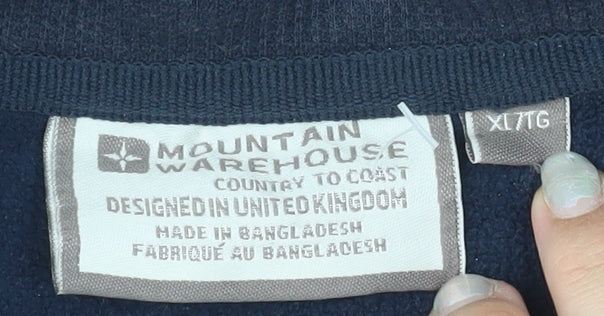 MOUNTAIN
WAREHOUSE
COUNTRY TO COAST
DESIGNED IN UNITED KINGDOM
MADE IN BANGLADESH
FABRIQUÉ AU BANGLADESH
XL/TG